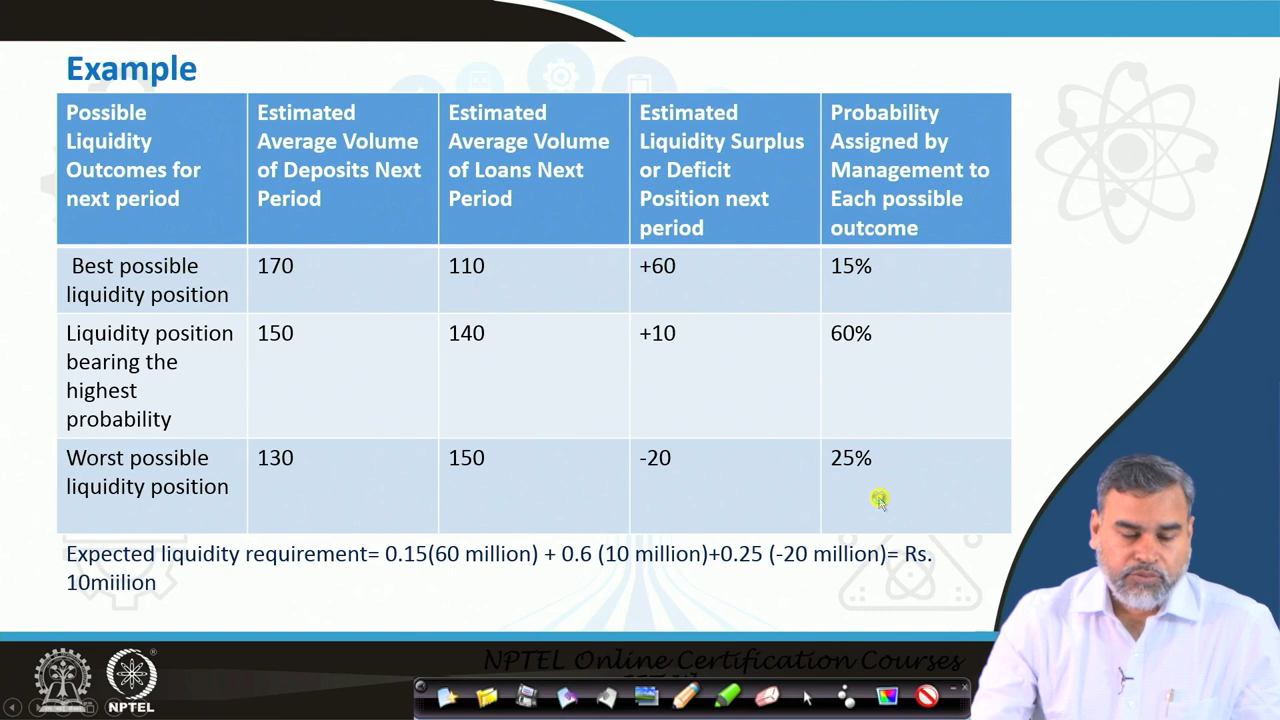 Example
Possible
Liquidity
Outcomes for
next period
Estimated
Average Volume
of Deposits Next
Period
Estimated
Average Volume
of Loans Next
Period
Estimated
Liquidity Surplus
or Deficit
Position next
period
Probability
Assigned by
Management to
Each possible
outcome
Best possible
liquidity position
170
110
+60
15%
Liquidity position
bearing the
highest
probability
150
140
+10
60%
Worst possible
liquidity position
130
150
-20
25%
Expected liquidity requirement= 0.15(60 million) + 0.6 (10 million)+0.25 (-20 million)= Rs.
10miilion
NPTEL Online Certification Courses
NPTEL